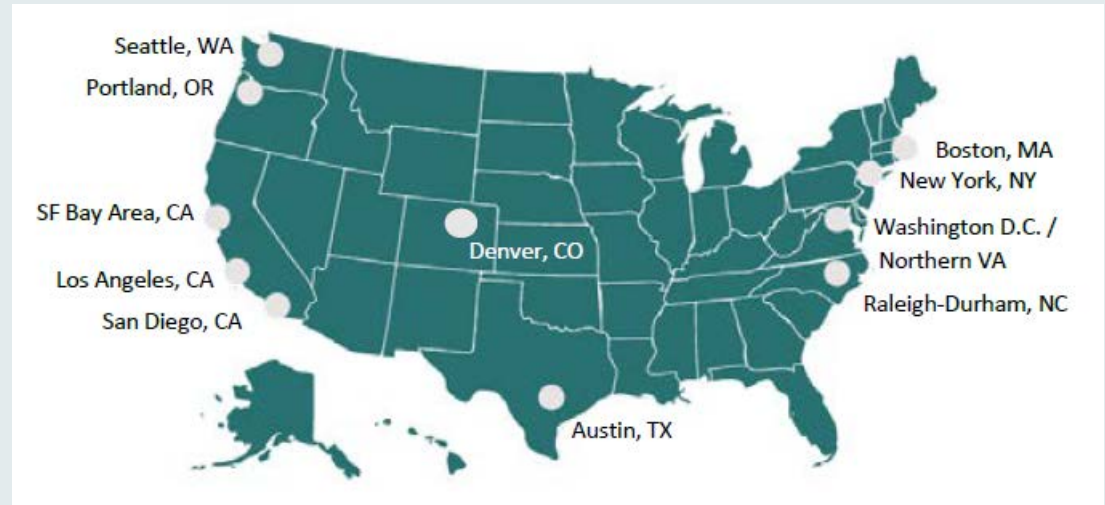 Seattle, WA
Portland, OR
Boston, MA
New York, NY
SF Bay Area, CA
Washington D.C. /
Northern VA
Denver, CO
Los Angeles, CA
Raleigh-Durham, NC
San Diego, CA
Austin, TX